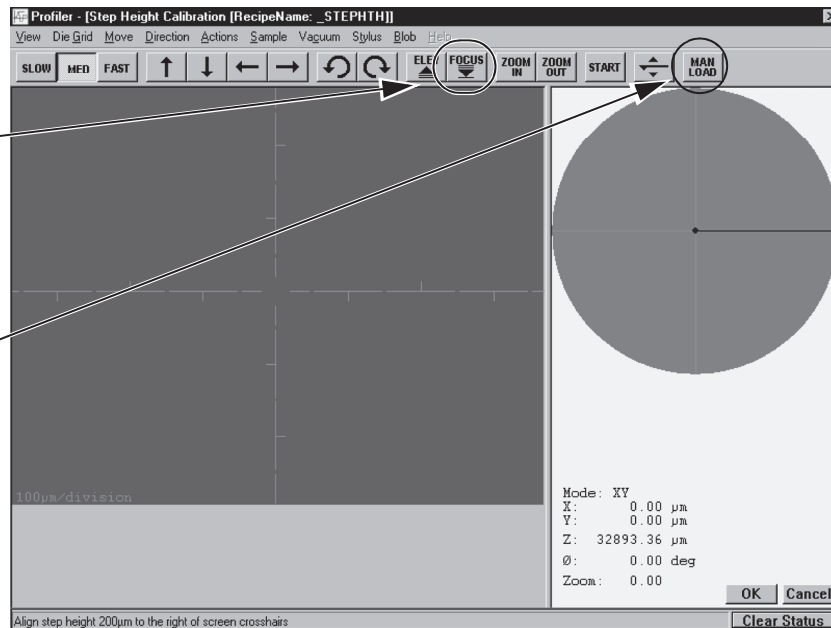 Profiler - [Step Height Calibration [RecipeName: _STEPHTH]]
View Die Grid Move Direction Actions Sample Vacuum Stylus Blob Help
SLOW MED FAST ELEV FOCUS ZOOM IN ZOOM OUT START MAN LOAD
100µm/division
Mode: XY
X: 0.00 µm
Y: 0.00 µm
Z: 32893.36 µm
Ø: 0.00 deg
Zoom: 0.00
OK Cancel
Align step height 200µm to the right of screen crosshairs Clear Status